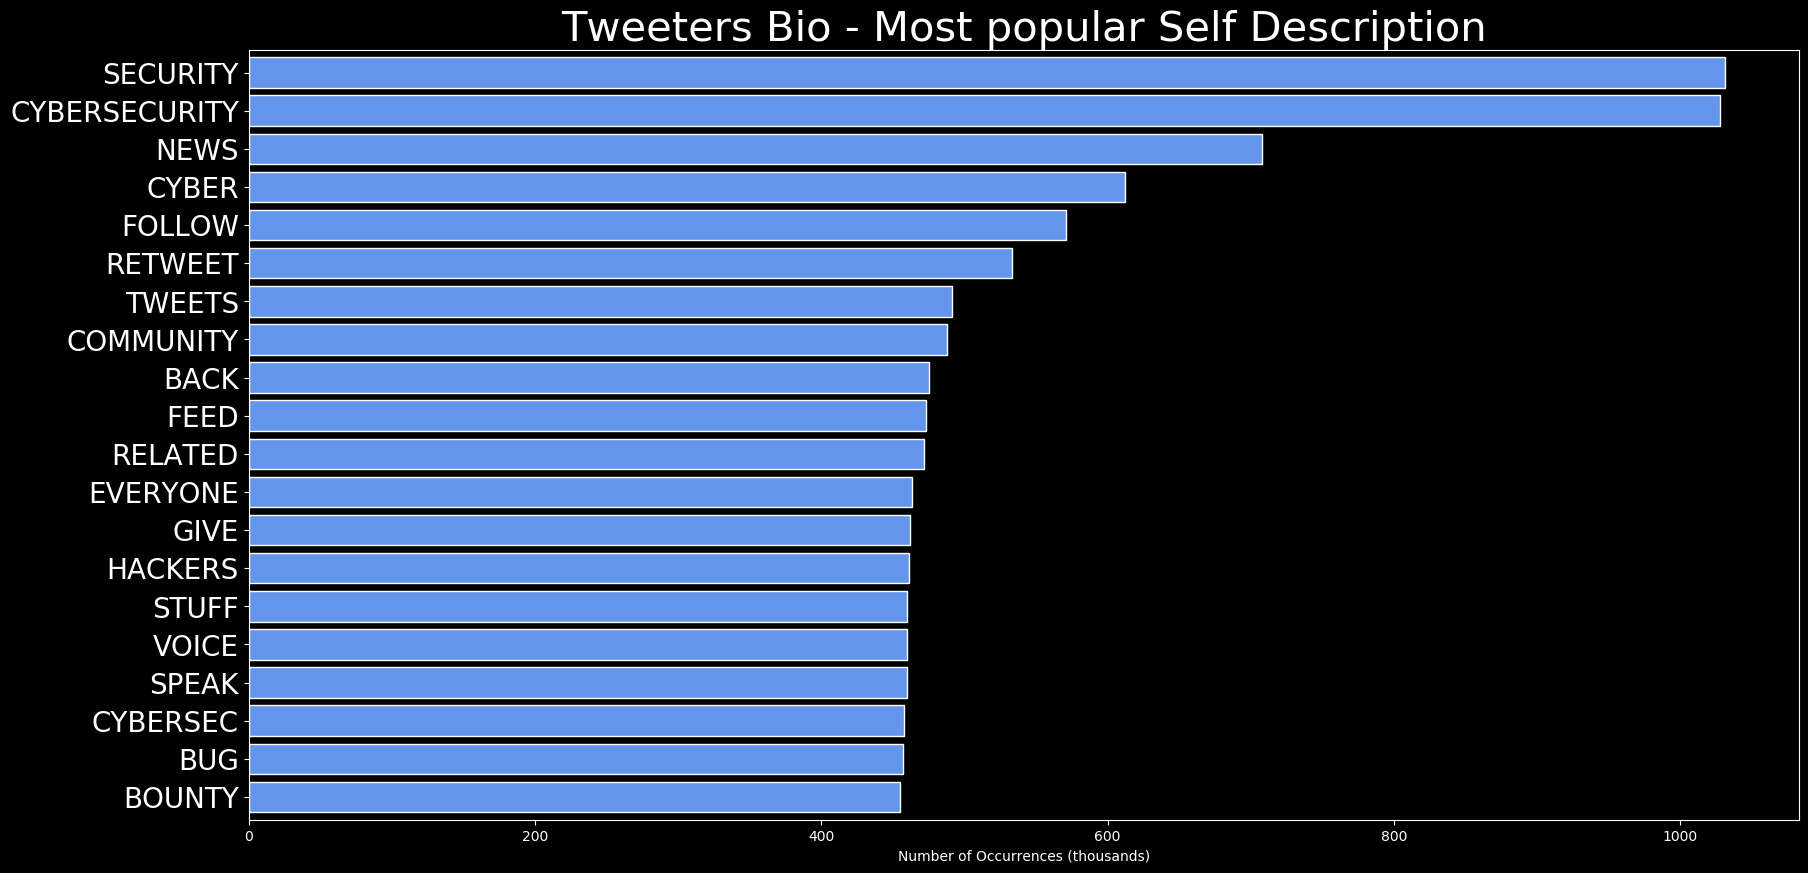 Tweeters Bio - Most popular Self Description
SECURITY
CYBERSECURITY
NEWS
CYBER
FOLLOW
RETWEET
TWEETS
COMMUNITY
BACK
FEED
RELATED
EVERYONE
GIVE
HACKERS
STUFF
VOICE
SPEAK
CYBERSEC
BUG
BOUNTY
0 200 400 600 800 1000
Number of Occurrences (thousands)